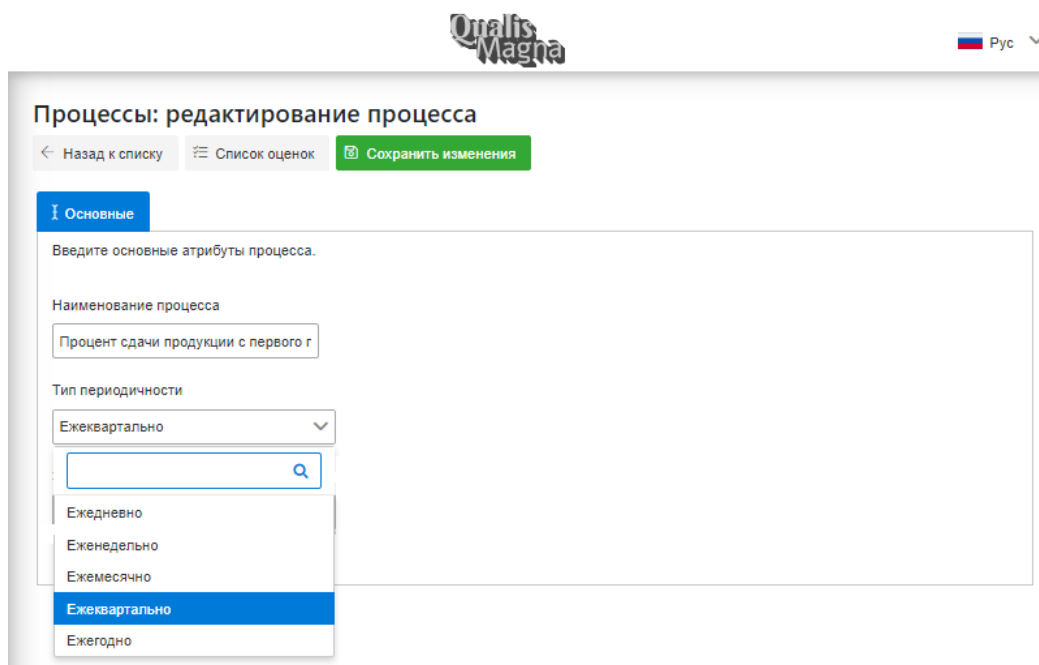 Qualis
Magna
Рус
Процессы: редактирование процесса
Назад к списку Список оценок Сохранить изменения
Основные
Введите основные атрибуты процесса.
Наименование процесса
Процент сдачи продукции с первого г
Тип периодичности
Ежеквартально
Ежедневно
Еженедельно
Ежемесячно
Ежеквартально
Ежегодно